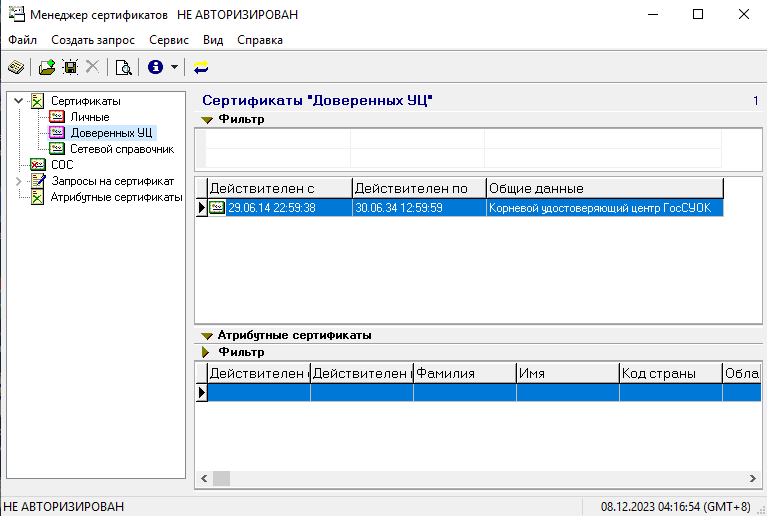 Менеджер сертификатов НЕ АВТОРИЗИРОВАН
Файл Создать запрос Сервис Вид Справка
Сертификаты
Личные
Доверенных УЦ
Сетевой справочник
СОС
Запросы на сертификат
Атрибутные сертификаты
Сертификаты "Доверенных УЦ" 1
Фильтр
Действителен с Действителен по Общие данные
29.06.14 22:59:38 30.06.34 12:59:59 Корневой удостоверяющий центр ГосСУОК
Атрибутные сертификаты
Фильтр
Действителен Действителен Фамилия Имя Код страны Обла
НЕ АВТОРИЗИРОВАН 08.12.2023 04:16:54 (GMT+8)